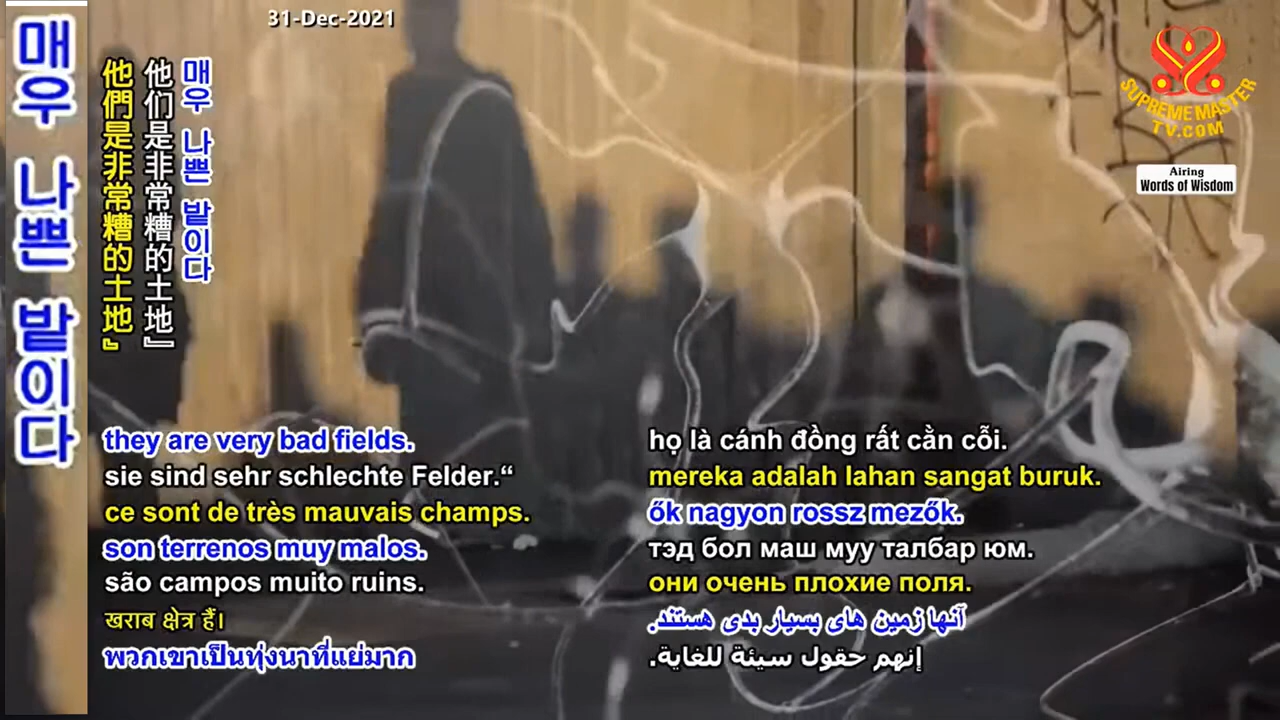 31-Dec-2021
매우 나쁜 밭이다
他們是非常糟的土地』
他们是非常糟的土地』
매우 나쁜 밭이다
SUPREME MASTER
TV.COM
Airing
Words of Wisdom
they are very bad fields.
sie sind sehr schlechte Felder.“
ce sont de très mauvais champs.
son terrenos muy malos.
são campos muito ruins.
खराब क्षेत्र हैं।
พวกเขาเป็นทุ่งนาที่แย่มาก
họ là cánh đồng rất cằn cỗi.
mereka adalah lahan sangat buruk.
ők nagyon rossz mezők.
тэд бол маш муу талбар юм.
они очень плохие поля.
آنها زمین های بسیار بدی هستند.
إنهم حقول سيئة للغاية.